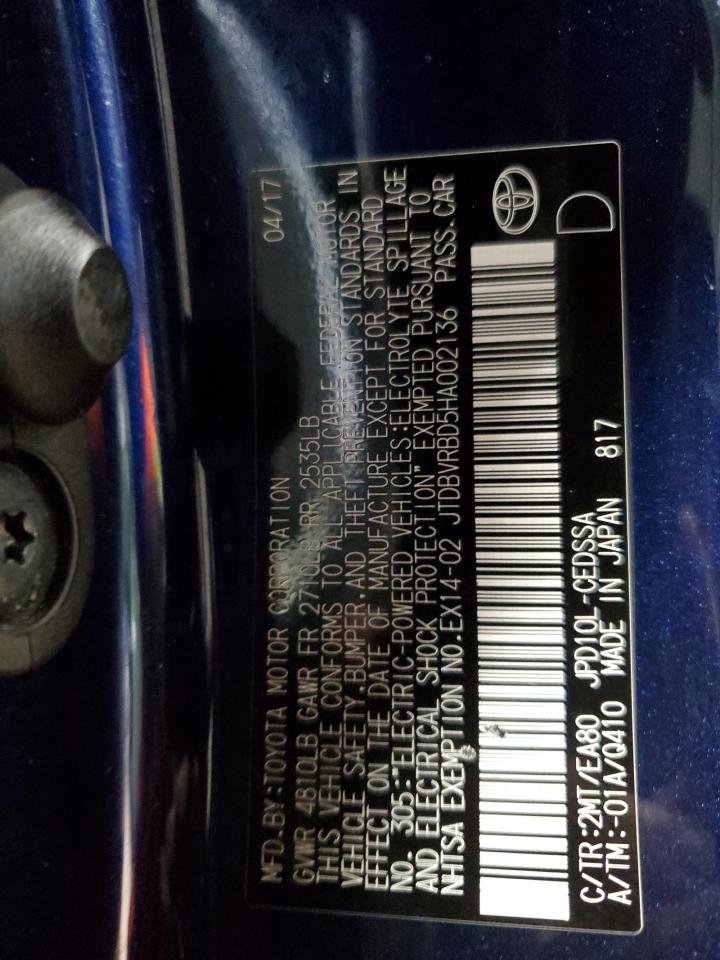 MFD.BY:TOYOTA MOTOR CORPORATION 04/17
GVWR 4810LB GAWR FR 2710LB RR 2535LB
THIS VEHICLE CONFORMS TO ALL APPLICABLE FEDERAL MOTOR
VEHICLE SAFETY,BUMPER,AND THEFT PREVENTION STANDARDS IN
EFFECT ON THE DATE OF MANUFACTURE EXCEPT FOR STANDARD
NO. 305:"ELECTRIC-POWERED VEHICLES:ELECTROLYTE SPILLAGE
AND ELECTRICAL SHOCK PROTECTION" EXEMPTED PURSUANT TO
NHTSA EXEMPTION NO.EX14-02 JTDBVRBD5HA002136 PASS.CAR
C/TR:2MT/EA80 JPD10L-CEDSSA
A/TM:-01A/Q410 MADE IN JAPAN 817
D